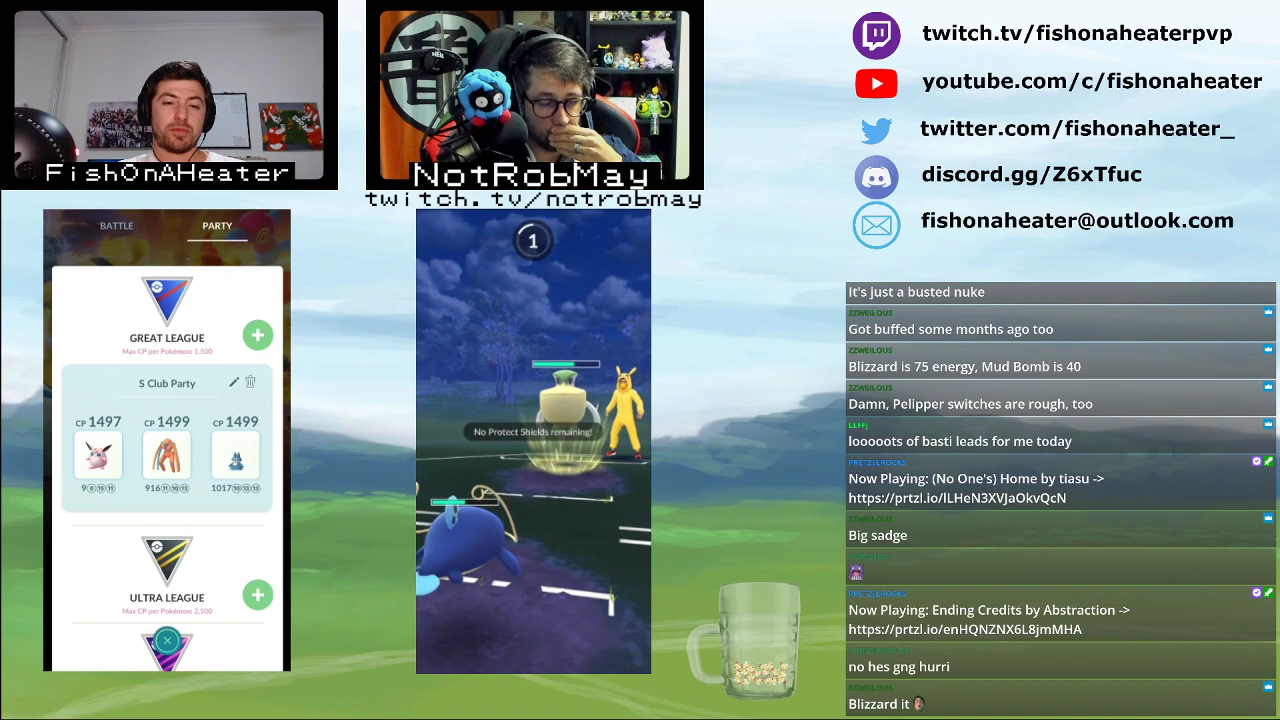 FishOnAHeater
NotRobMay
twitch.tv/notrobmay
BATTLE
PARTY
GREAT LEAGUE
Max CP per Pokémon: 1,500
S Club Party
CP 1497
CP 1499
CP 1499
ULTRA LEAGUE
Max CP per Pokémon: 2,500
1
No Protect Shields remaining!
twitch.tv/fishonaheaterpvp
youtube.com/c/fishonaheater
twitter.com/fishonaheater_
discord.gg/Z6xTfuc
fishonaheater@outlook.com
It's just a busted nuke
ZZWEILOUS
Got buffed some months ago too
ZZWEILOUS
Blizzard is 75 energy, Mud Bomb is 40
ZZWEILOUS
Damn, Pelipper switches are rough, too
LLFFJ
looooots of basti leads for me today
PRETZELROCKS
Now Playing: (No One's) Home by tiasu ->
https://prtzl.io/lLHeN3XVJaOkvQcN
ZZWEILOUS
Big sadge
PRETZELROCKS
Now Playing: Ending Credits by Abstraction ->
https://prtzl.io/enHQNZNX6L8jmMHA
no hes gng hurri
ZZWEILOUS
Blizzard it